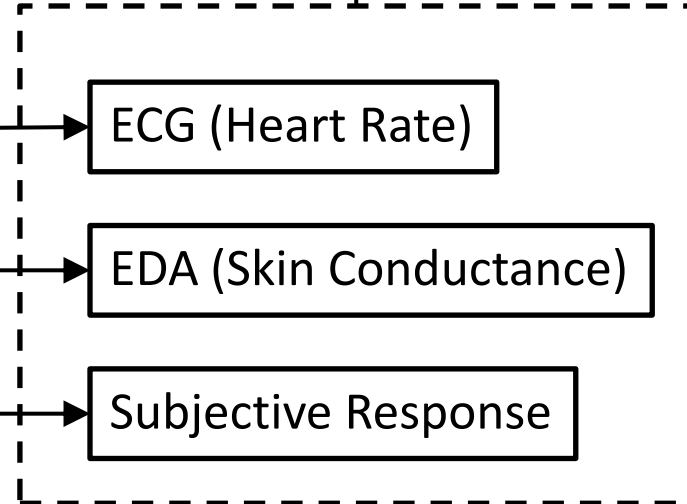 ECG (Heart Rate)
EDA (Skin Conductance)
Subjective Response